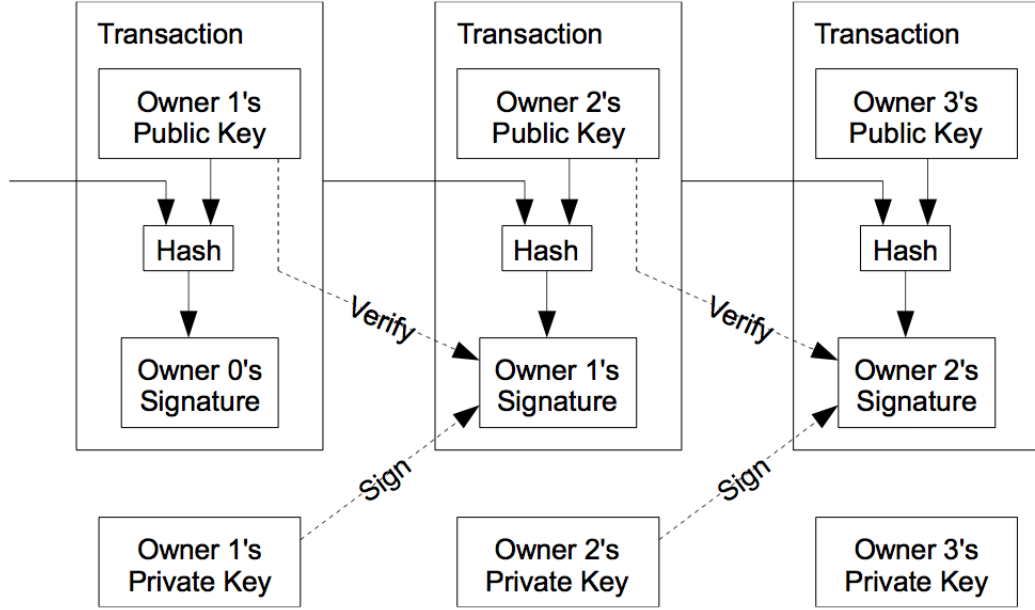 Transaction
Transaction
Transaction
Owner 1's
Public Key
Owner 2's
Public Key
Owner 3's
Public Key
Hash
Hash
Hash
Verify
Verify
Owner 0's
Signature
Owner 1's
Signature
Owner 2's
Signature
Sign
Sign
Owner 1's
Private Key
Owner 2's
Private Key
Owner 3's
Private Key